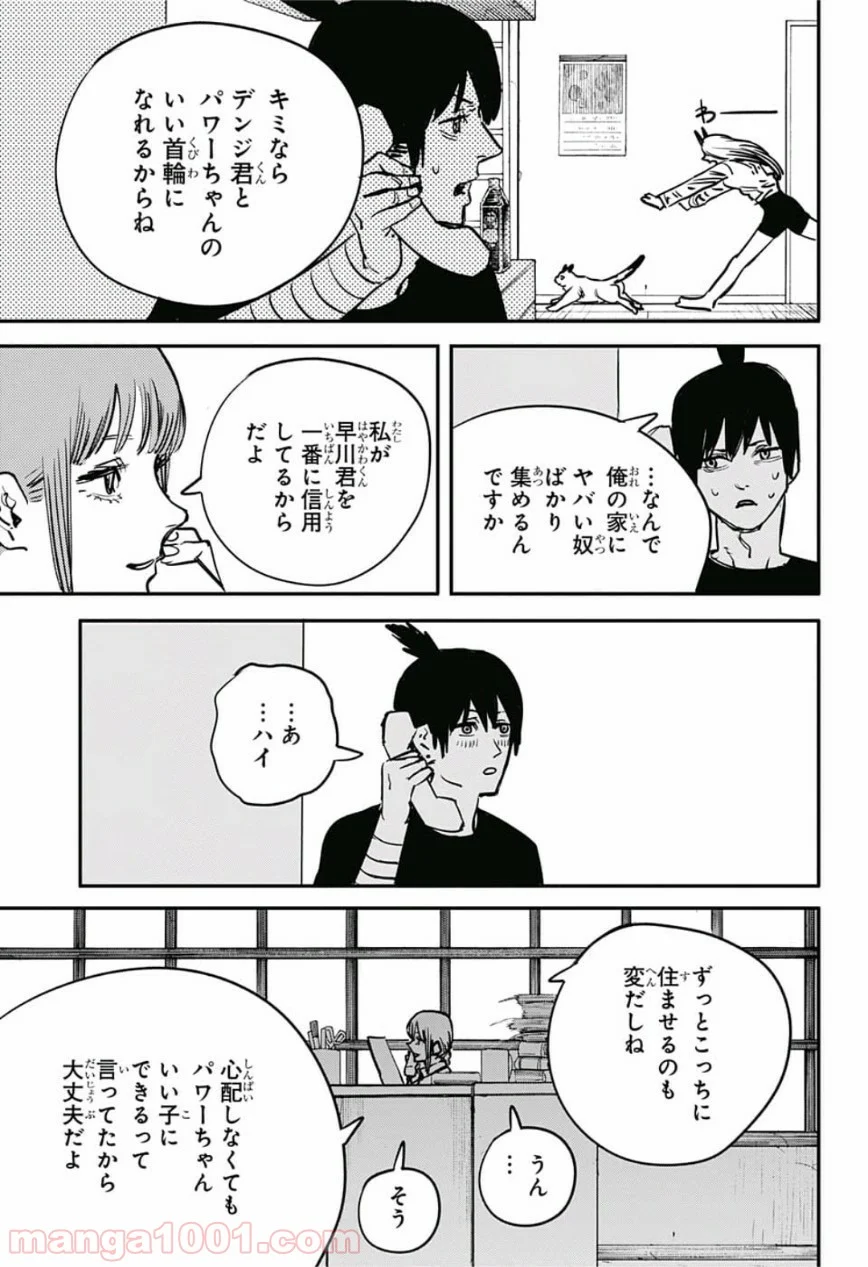 わーー
キミなら
デンジ君と
パワーちゃんの
いい首輪に
なれるからね
…なんで
俺の家に
ヤバい奴
ばかり
集めるん
ですか
私が
早川君を
一番に信用
してるから
だよ
…あ
…ハイ
ずっとこっちに
住ませるのも
変だしね
うん
…
そう
心配しなくても
パワーちゃん
いい子に
できるって
言ってたから
大丈夫だよ
manga1001.com